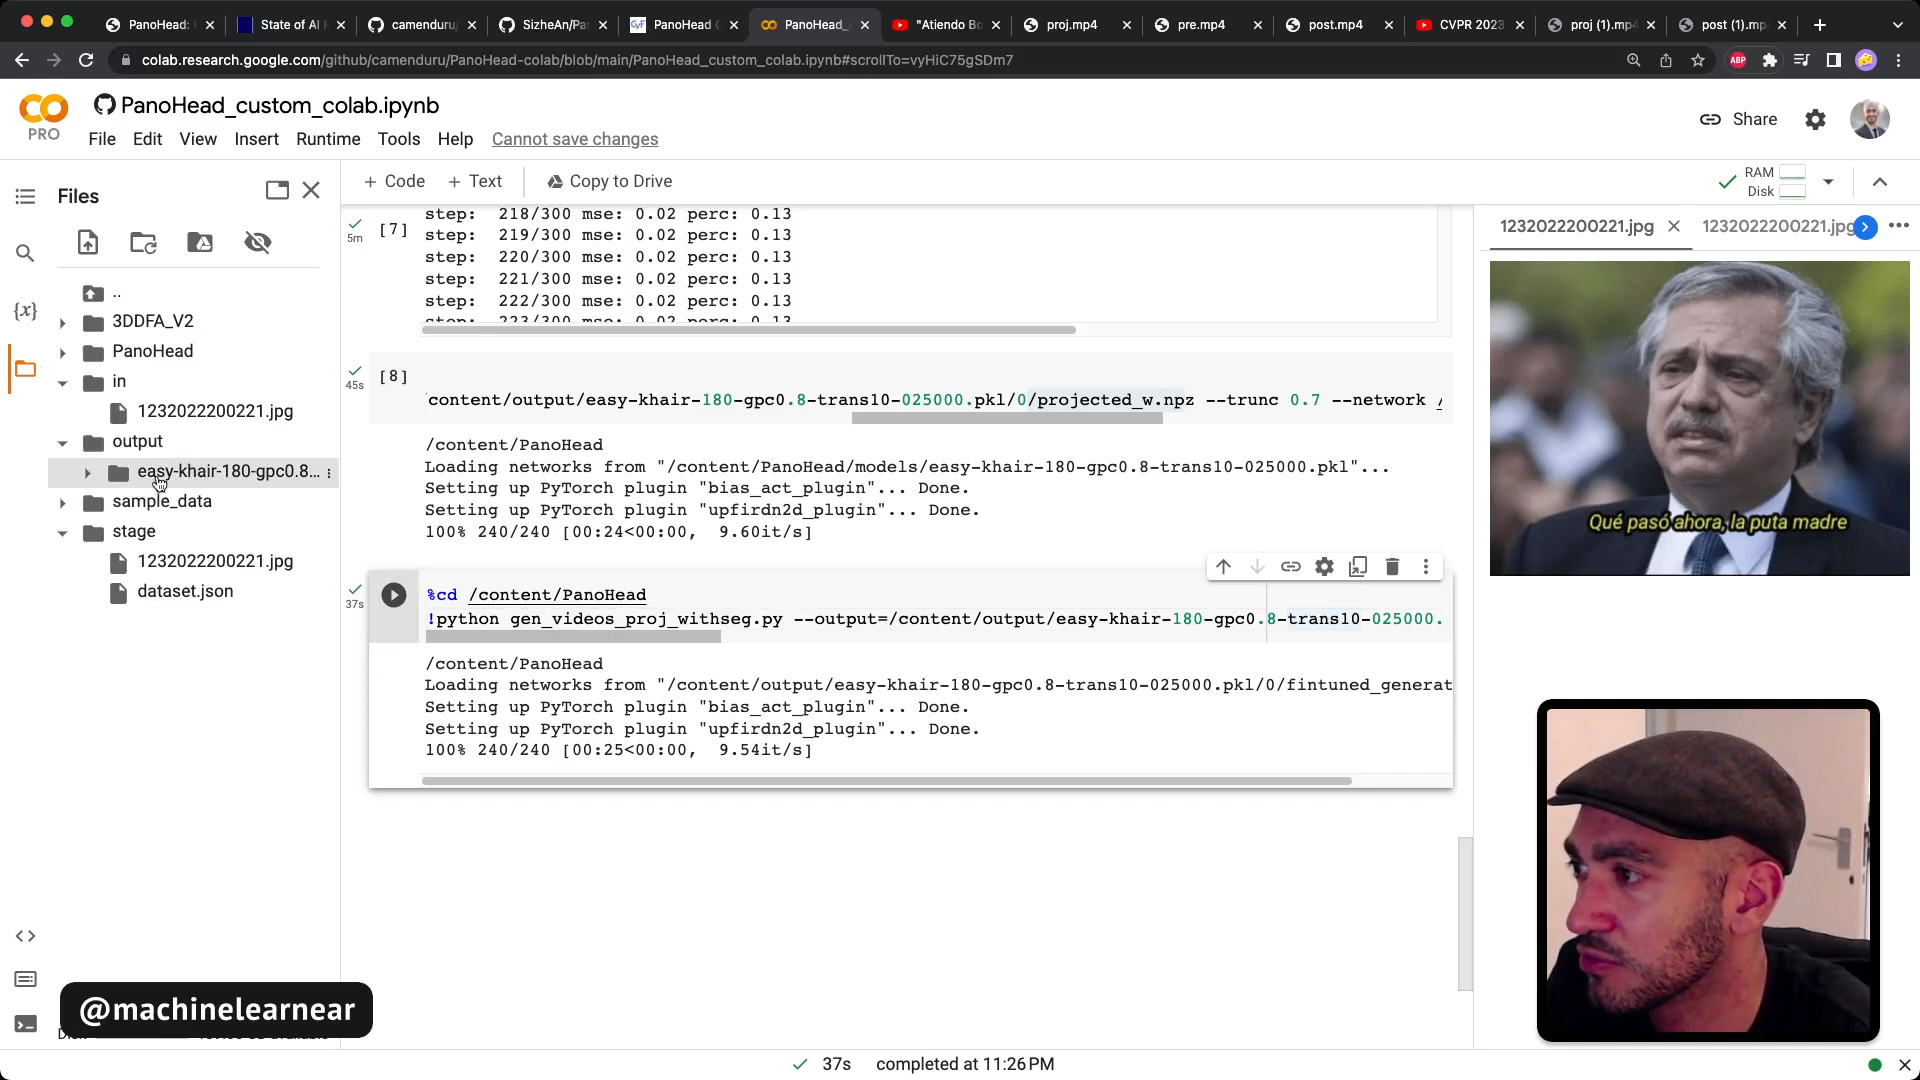 PanoHead:
State of AI
camenduru/
SizheAn/Pa
PanoHead
PanoHead_
"Atiendo Bo
proj.mp4
pre.mp4
post.mp4
CVPR 2023
proj (1).mp
post (1).mp
colab.research.google.com/github/camenduru/PanoHead-colab/blob/main/PanoHead_custom_colab.ipynb#scrollTo=vyHiC75gSDm7
ABP
PRO
PanoHead_custom_colab.ipynb
File Edit View Insert Runtime Tools Help Cannot save changes
Share
Files
+ Code + Text Copy to Drive
RAM
Disk
..
3DDFA_V2
PanoHead
in
1232022200221.jpg
output
easy-khair-180-gpc0.8...
sample_data
stage
1232022200221.jpg
dataset.json
{x}
5m
[7]
step: 218/300 mse: 0.02 perc: 0.13
step: 219/300 mse: 0.02 perc: 0.13
step: 220/300 mse: 0.02 perc: 0.13
step: 221/300 mse: 0.02 perc: 0.13
step: 222/300 mse: 0.02 perc: 0.13
step: 223/300 mse: 0.02 perc: 0.13
45s
[8]
'content/output/easy-khair-180-gpc0.8-trans10-025000.pkl/0/projected_w.npz --trunc 0.7 --network /
/content/PanoHead
Loading networks from "/content/PanoHead/models/easy-khair-180-gpc0.8-trans10-025000.pkl"...
Setting up PyTorch plugin "bias_act_plugin"... Done.
Setting up PyTorch plugin "upfirdn2d_plugin"... Done.
100% 240/240 [00:24<00:00, 9.60it/s]
37s
%cd /content/PanoHead
!python gen_videos_proj_withseg.py --output=/content/output/easy-khair-180-gpc0.8-trans10-025000.
/content/PanoHead
Loading networks from "/content/output/easy-khair-180-gpc0.8-trans10-025000.pkl/0/fintuned_generat
Setting up PyTorch plugin "bias_act_plugin"... Done.
Setting up PyTorch plugin "upfirdn2d_plugin"... Done.
100% 240/240 [00:25<00:00, 9.54it/s]
1232022200221.jpg
1232022200221.jpg
Qué pasó ahora, la puta madre
@machinelearnear
37s completed at 11:26 PM